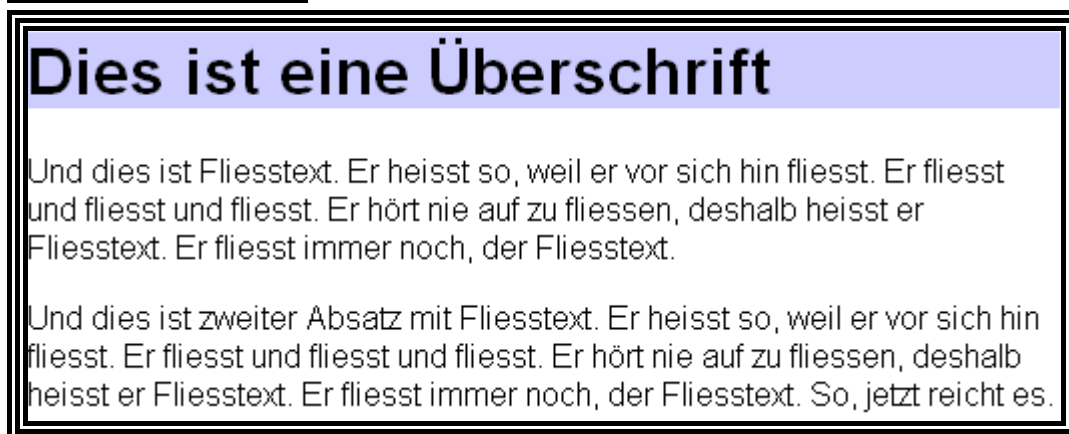 Dies ist eine Überschrift
Und dies ist Fliesstext. Er heisst so, weil er vor sich hin fliesst. Er fliesst
und fliesst und fliesst. Er hört nie auf zu fliessen, deshalb heisst er
Fliesstext. Er fliesst immer noch, der Fliesstext.
Und dies ist zweiter Absatz mit Fliesstext. Er heisst so, weil er vor sich hin
fliesst. Er fliesst und fliesst und fliesst. Er hört nie auf zu fliessen, deshalb
heisst er Fliesstext. Er fliesst immer noch, der Fliesstext. So, jetzt reicht es.